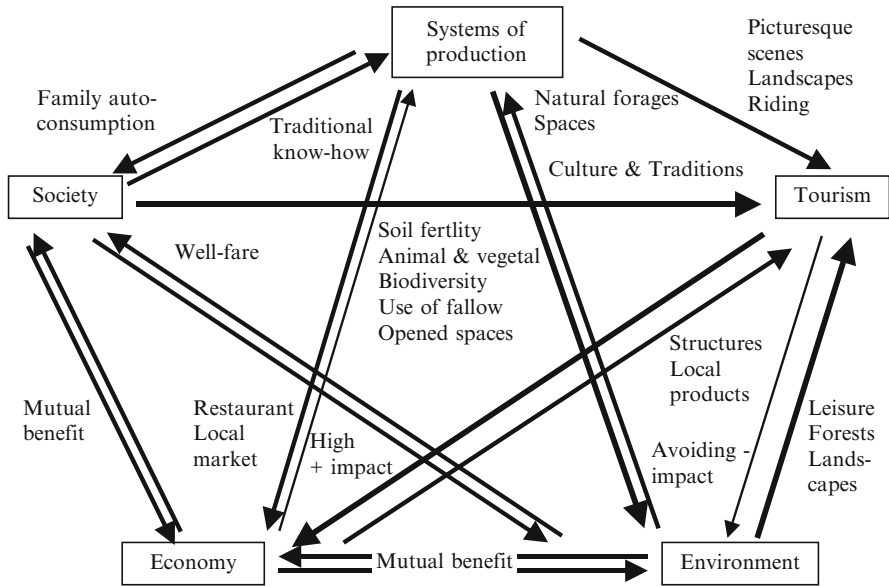 Systems of
production
Picturesque
scenes
Landscapes
Riding
Family auto-
consumption
Traditional
know-how
Natural forages
Spaces
Culture & Traditions
Society
Tourism
Well-fare
Soil fertlity
Animal & vegetal
Biodiversity
Use of fallow
Opened spaces
Structures
Local
products
Mutual
benefit
Restaurant
Local
market
High
+ impact
Avoiding -
impact
Leisure
Forests
Lands-
capes
Economy
Mutual benefit
Environment